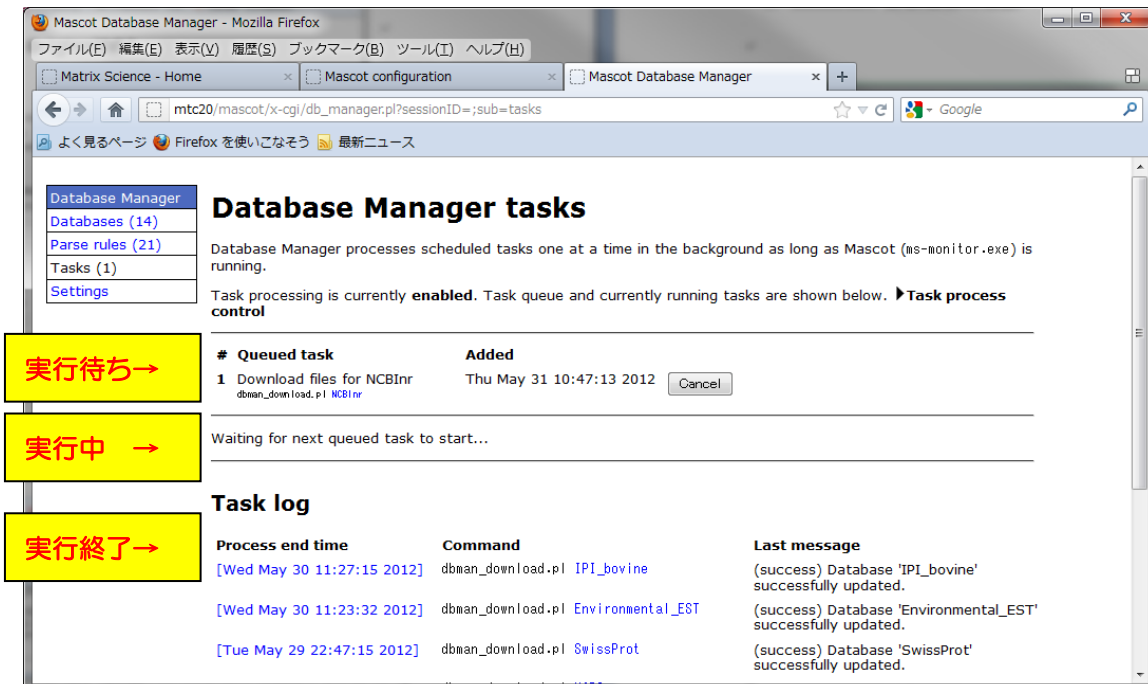 Mascot Database Manager - Mozilla Firefox
ファイル(F) 編集(E) 表示(V) 履歴(S) ブックマーク(B) ツール(T) ヘルプ(H)
Matrix Science - Home × Mascot configuration × Mascot Database Manager × +
mtc20/mascot/x-cgi/db_manager.pl?sessionID=;sub=tasks Google
よく見るページ Firefox を使いこなそう 最新ニュース
Database Manager
Databases (14)
Parse rules (21)
Tasks (1)
Settings
Database Manager tasks
Database Manager processes scheduled tasks one at a time in the background as long as Mascot (ms-monitor.exe) is
running.
Task processing is currently enabled. Task queue and currently running tasks are shown below. ▶Task process
control
実行待ち→
# Queued task Added
1 Download files for NCBInr Thu May 31 10:47:13 2012 Cancel
dbman_download.pl NCBInr
実行中 →
Waiting for next queued task to start...
Task log
実行終了→
Process end time Command Last message
[Wed May 30 11:27:15 2012] dbman_download.pl IPI_bovine (success) Database 'IPI_bovine'
successfully updated.
[Wed May 30 11:23:32 2012] dbman_download.pl Environmental_EST (success) Database 'Environmental_EST'
successfully updated.
[Tue May 29 22:47:15 2012] dbman_download.pl SwissProt (success) Database 'SwissProt'
successfully updated.